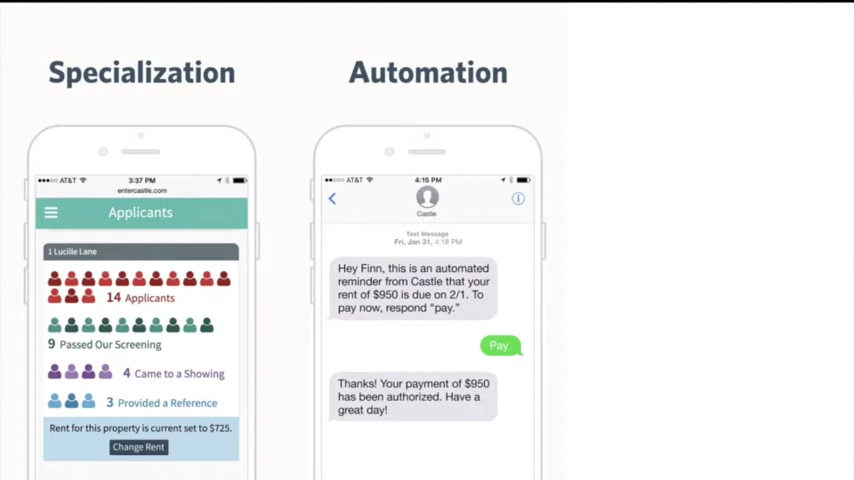 Specialization
AT&T 3:37 PM
entercastle.com
Applicants
1 Lucille Lane
14 Applicants
9 Passed Our Screening
4 Came to a Showing
3 Provided a Reference
Rent for this property is current set to $725.
Change Rent
Automation
AT&T 4:15 PM
Castle
Text Message
Fri, Jan 31, 4:18 PM
Hey Finn, this is an automated
reminder from Castle that your
rent of $950 is due on 2/1. To
pay now, respond “pay.”
Pay
Thanks! Your payment of $950
has been authorized. Have a
great day!